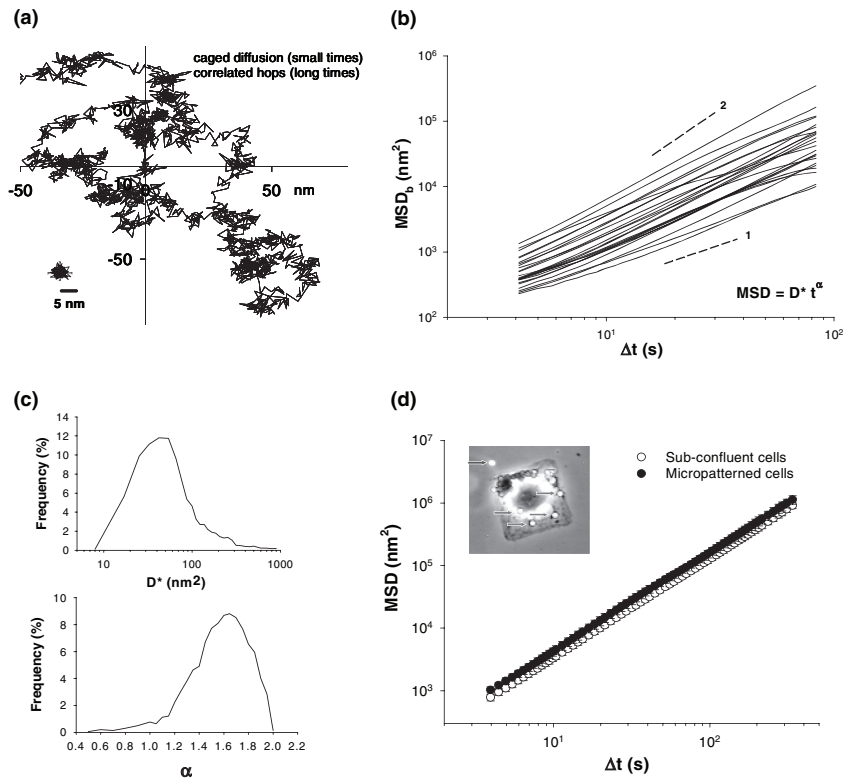 (a)
caged diffusion (small times)
correlated hops (long times)
30
-50
10
50 nm
-50
5 nm
(b)
10⁶
10⁵
10⁴
10³
10²
MSD_b (nm²)
2
1
MSD = D* t^α
10¹ 10²
Δt (s)
(c)
14
12
10
8
6
4
2
0
Frequency (%)
10 100 1000
D* (nm2)
10
8
6
4
2
0
Frequency (%)
0.4 0.6 0.8 1.0 1.2 1.4 1.6 1.8 2.0 2.2
α
(d)
10⁷
10⁶
10⁵
10⁴
10³
MSD (nm²)
Sub-confluent cells
Micropatterned cells
10¹ 10²
Δt (s)